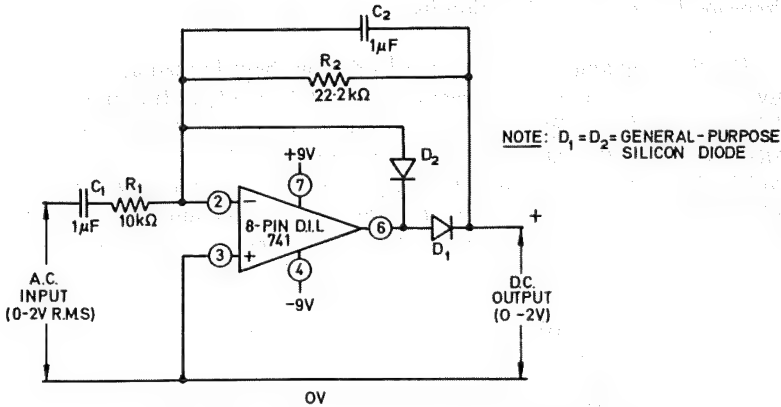 C₂
1μF
R₂
22·2kΩ
NOTE: D₁ = D₂ = GENERAL-PURPOSE
SILICON DIODE
D₂
+9V
7
C₁
R₁
1μF
10kΩ
2
−
8-PIN D.I.L
741
6
+
D₁
3
+
4
−9V
A.C.
INPUT
(0-2V R.M.S)
D.C.
OUTPUT
(0 -2V)
0V